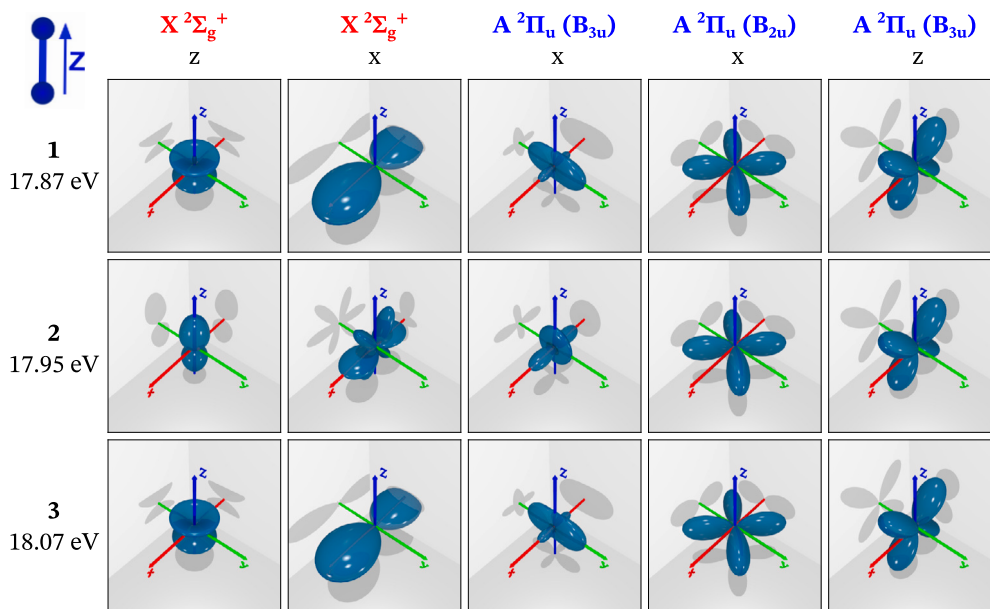 Z
X ²Σg⁺
X ²Σg⁺
A ²Πu (B3u)
A ²Πu (B2u)
A ²Πu (B3u)
z
x
x
x
z
1
17.87 eV
z
x
y
z
x
y
z
x
y
z
x
y
z
x
y
2
17.95 eV
z
x
y
z
x
y
z
x
y
z
x
y
z
x
y
3
18.07 eV
z
x
y
z
x
y
z
x
y
z
x
y
z
x
y